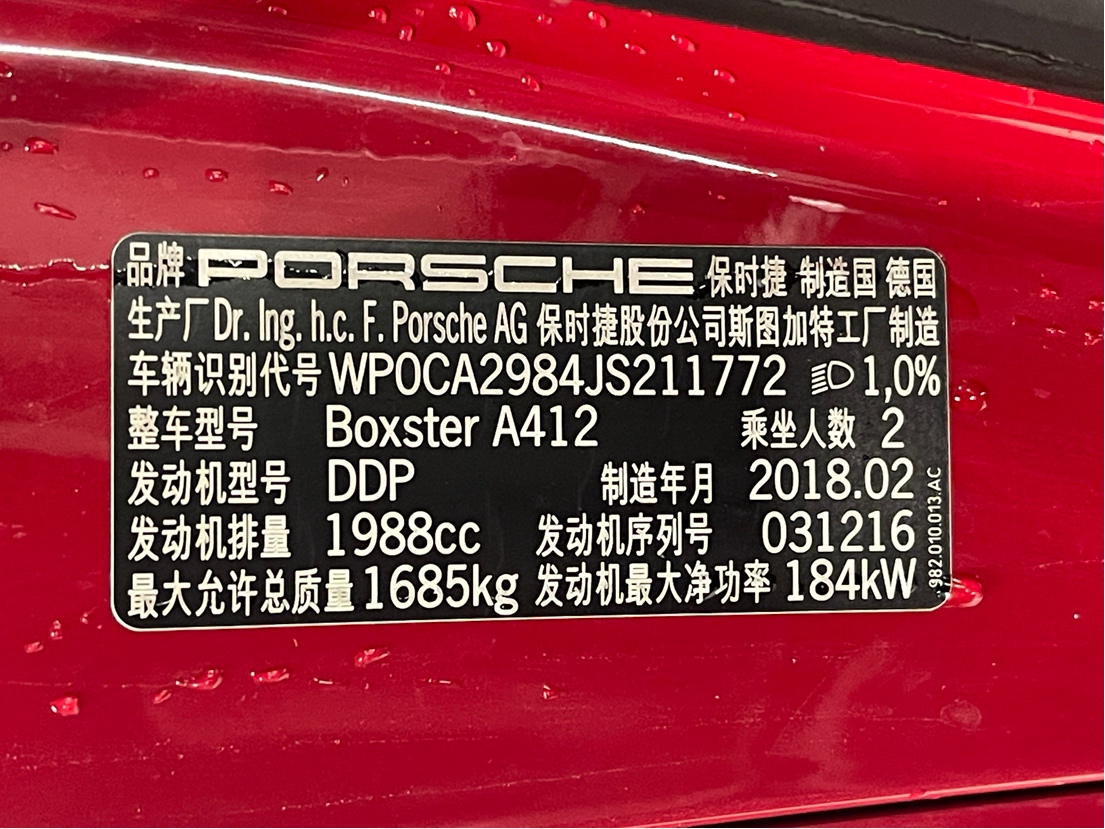 品牌 PORSCHE 保时捷 制造国 德国
生产厂 Dr. Ing. h.c. F. Porsche AG 保时捷股份公司斯图加特工厂制造
车辆识别代号 WP0CA2984JS211772 1,0%
整车型号 Boxster A412 乘坐人数 2
发动机型号 DDP 制造年月 2018.02
发动机排量 1988cc 发动机序列号 031216
最大允许总质量 1685kg 发动机最大净功率 184kW
982.010.013.AC